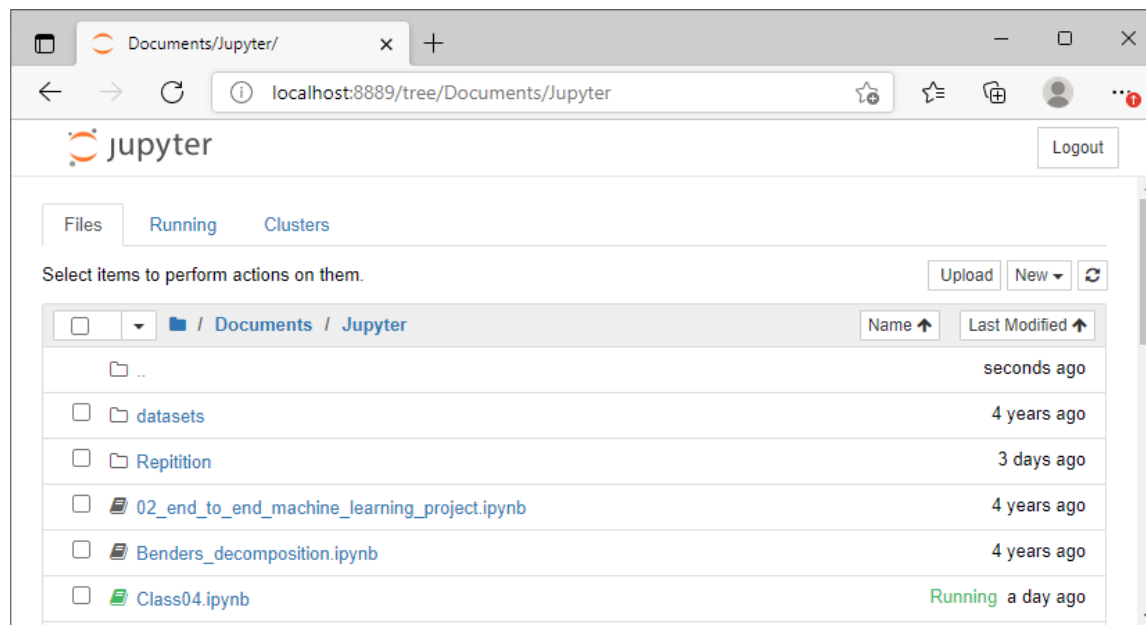 Documents/Jupyter/
localhost:8889/tree/Documents/Jupyter
jupyter Logout
Files Running Clusters
Select items to perform actions on them. Upload New
/ Documents / Jupyter Name Last Modified
.. seconds ago
datasets 4 years ago
Repitition 3 days ago
02_end_to_end_machine_learning_project.ipynb 4 years ago
Benders_decomposition.ipynb 4 years ago
Class04.ipynb Running a day ago